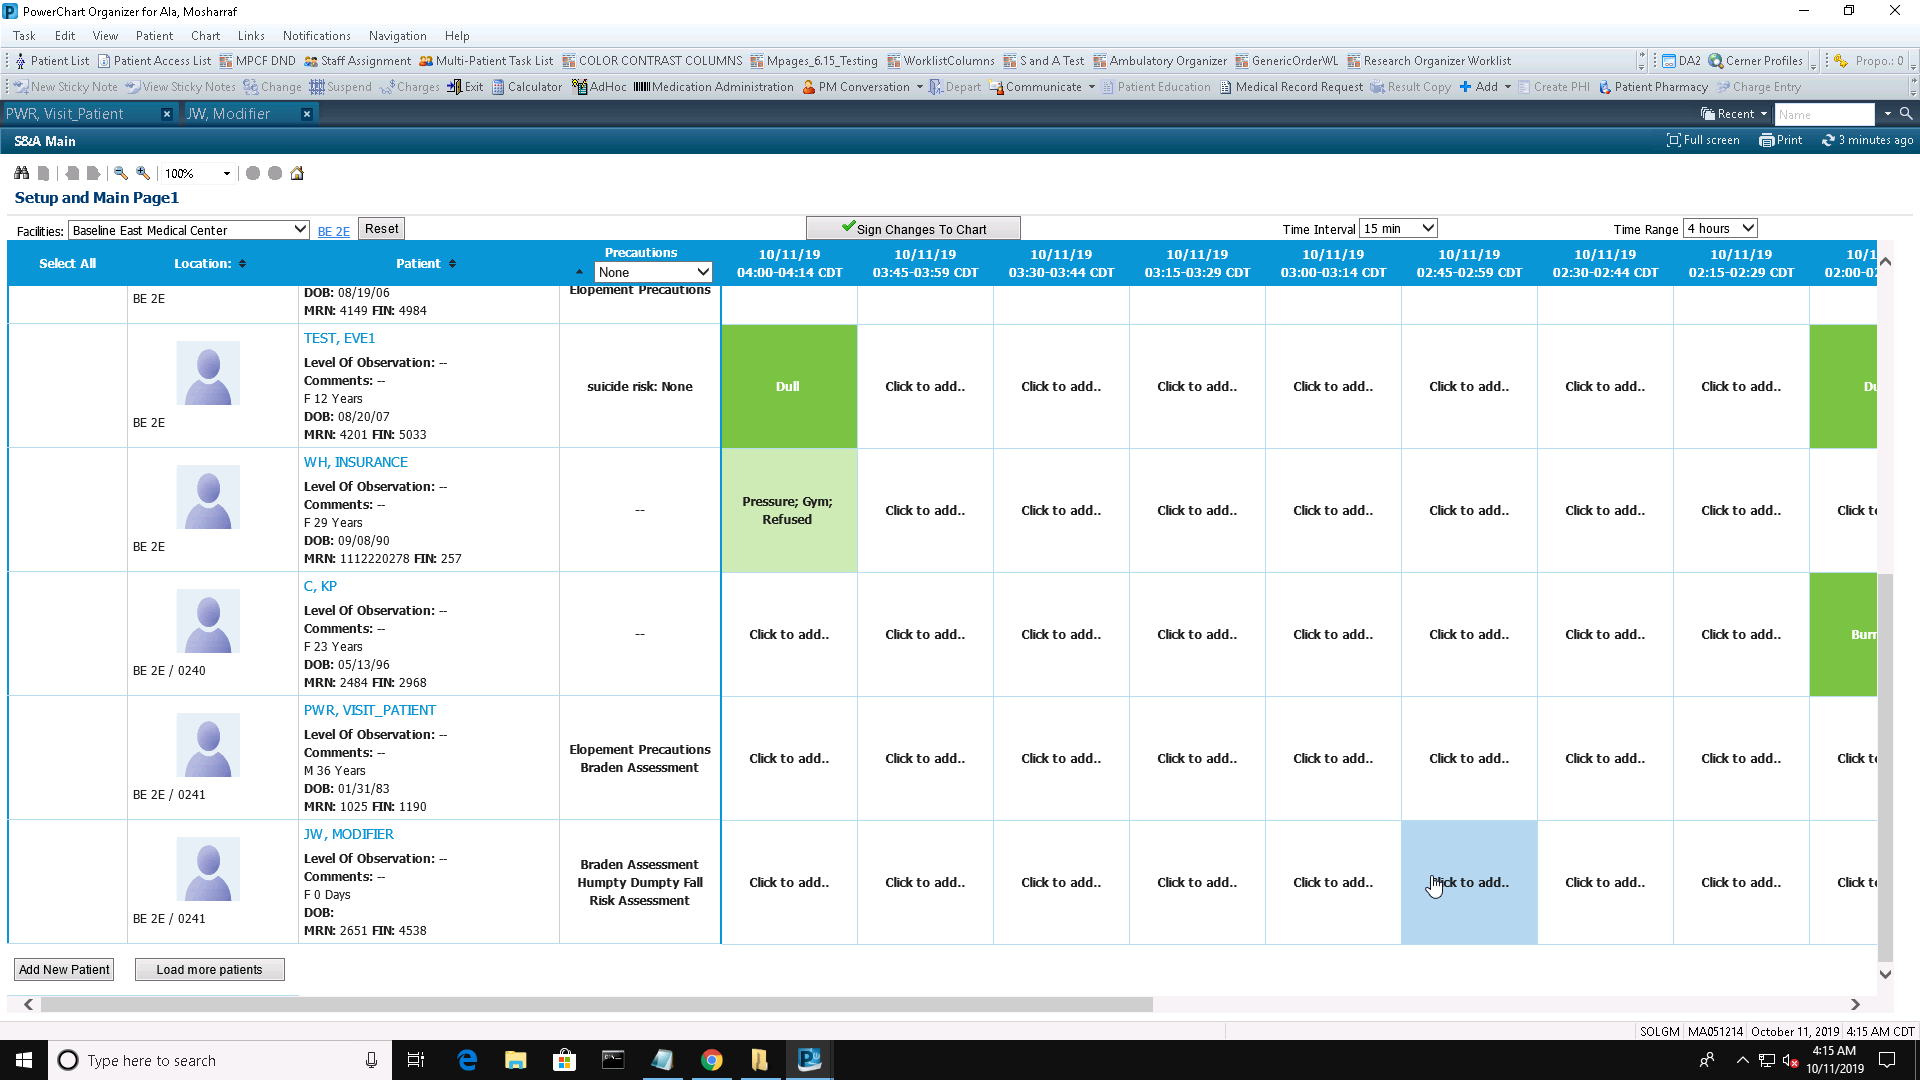 PowerChart Organizer for Ala, Mosharraf
Task Edit View Patient Chart Links Notifications Navigation Help
Patient List Patient Access List MPCF DND Staff Assignment Multi-Patient Task List COLOR CONTRAST COLUMNS Mpages_6.15_Testing WorklistColumns S and A Test Ambulatory Organizer GenericOrderWL Research Organizer Worklist DA2 Cerner Profiles Propo.: 0
New Sticky Note View Sticky Notes Change Suspend Charges Exit Calculator AdHoc Medication Administration PM Conversation Depart Communicate Patient Education Medical Record Request Result Copy Add Create PHI Patient Pharmacy Charge Entry
PWR, Visit_Patient JW, Modifier Recent Name
S&A Main Full screen Print 3 minutes ago
100%
Setup and Main Page1
Facilities: Baseline East Medical Center BE 2E Reset Sign Changes To Chart Time Interval 15 min Time Range 4 hours
Select All Location: Patient Precautions None
10/11/19 10/11/19 10/11/19 10/11/19 10/11/19 10/11/19 10/11/19 10/11/19 10/1
04:00-04:14 CDT 03:45-03:59 CDT 03:30-03:44 CDT 03:15-03:29 CDT 03:00-03:14 CDT 02:45-02:59 CDT 02:30-02:44 CDT 02:15-02:29 CDT 02:00-02
BE 2E
DOB: 08/19/06
MRN: 4149 FIN: 4984
Elopement Precautions
BE 2E
TEST, EVE1
Level Of Observation: --
Comments: --
F 12 Years
DOB: 08/20/07
MRN: 4201 FIN: 5033
suicide risk: None
Dull Click to add.. Click to add.. Click to add.. Click to add.. Click to add.. Click to add.. Click to add.. Du
BE 2E
WH, INSURANCE
Level Of Observation: --
Comments: --
F 29 Years
DOB: 09/08/90
MRN: 1112220278 FIN: 257
--
Pressure; Gym;
Refused
Click to add.. Click to add.. Click to add.. Click to add.. Click to add.. Click to add.. Click to add.. Click t
BE 2E / 0240
C, KP
Level Of Observation: --
Comments: --
F 23 Years
DOB: 05/13/96
MRN: 2484 FIN: 2968
--
Click to add.. Click to add.. Click to add.. Click to add.. Click to add.. Click to add.. Click to add.. Click to add.. Burr
BE 2E / 0241
PWR, VISIT_PATIENT
Level Of Observation: --
Comments: --
M 36 Years
DOB: 01/31/83
MRN: 1025 FIN: 1190
Elopement Precautions
Braden Assessment
Click to add.. Click to add.. Click to add.. Click to add.. Click to add.. Click to add.. Click to add.. Click to add.. Click t
BE 2E / 0241
JW, MODIFIER
Level Of Observation: --
Comments: --
F 0 Days
DOB:
MRN: 2651 FIN: 4538
Braden Assessment
Humpty Dumpty Fall
Risk Assessment
Click to add.. Click to add.. Click to add.. Click to add.. Click to add.. Click to add.. Click to add.. Click to add.. Click t
Add New Patient Load more patients
SOLGM MA051214 October 11, 2019 4:15 AM CDT
Type here to search
4:15 AM
10/11/2019